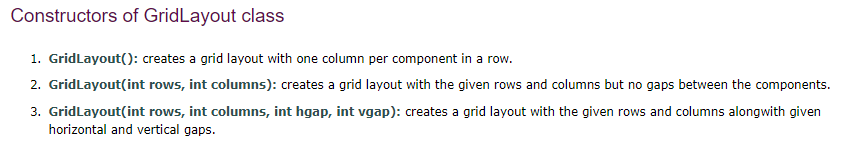 Constructors of GridLayout class
1. GridLayout(): creates a grid layout with one column per component in a row.
2. GridLayout(int rows, int columns): creates a grid layout with the given rows and columns but no gaps between the components.
3. GridLayout(int rows, int columns, int hgap, int vgap): creates a grid layout with the given rows and columns alongwith given
horizontal and vertical gaps.